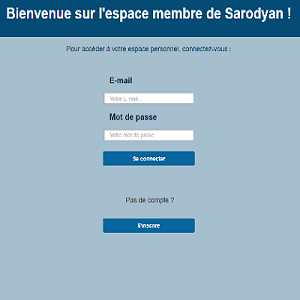 Bienvenue sur l'espace membre de Sarodyan !
Pour accéder à votre espace personnel, connectez-vous :
E-mail
Votre E-mail...
Mot de passe
Votre mot de passe
Se connecter
Pas de compte ?
S'inscrire